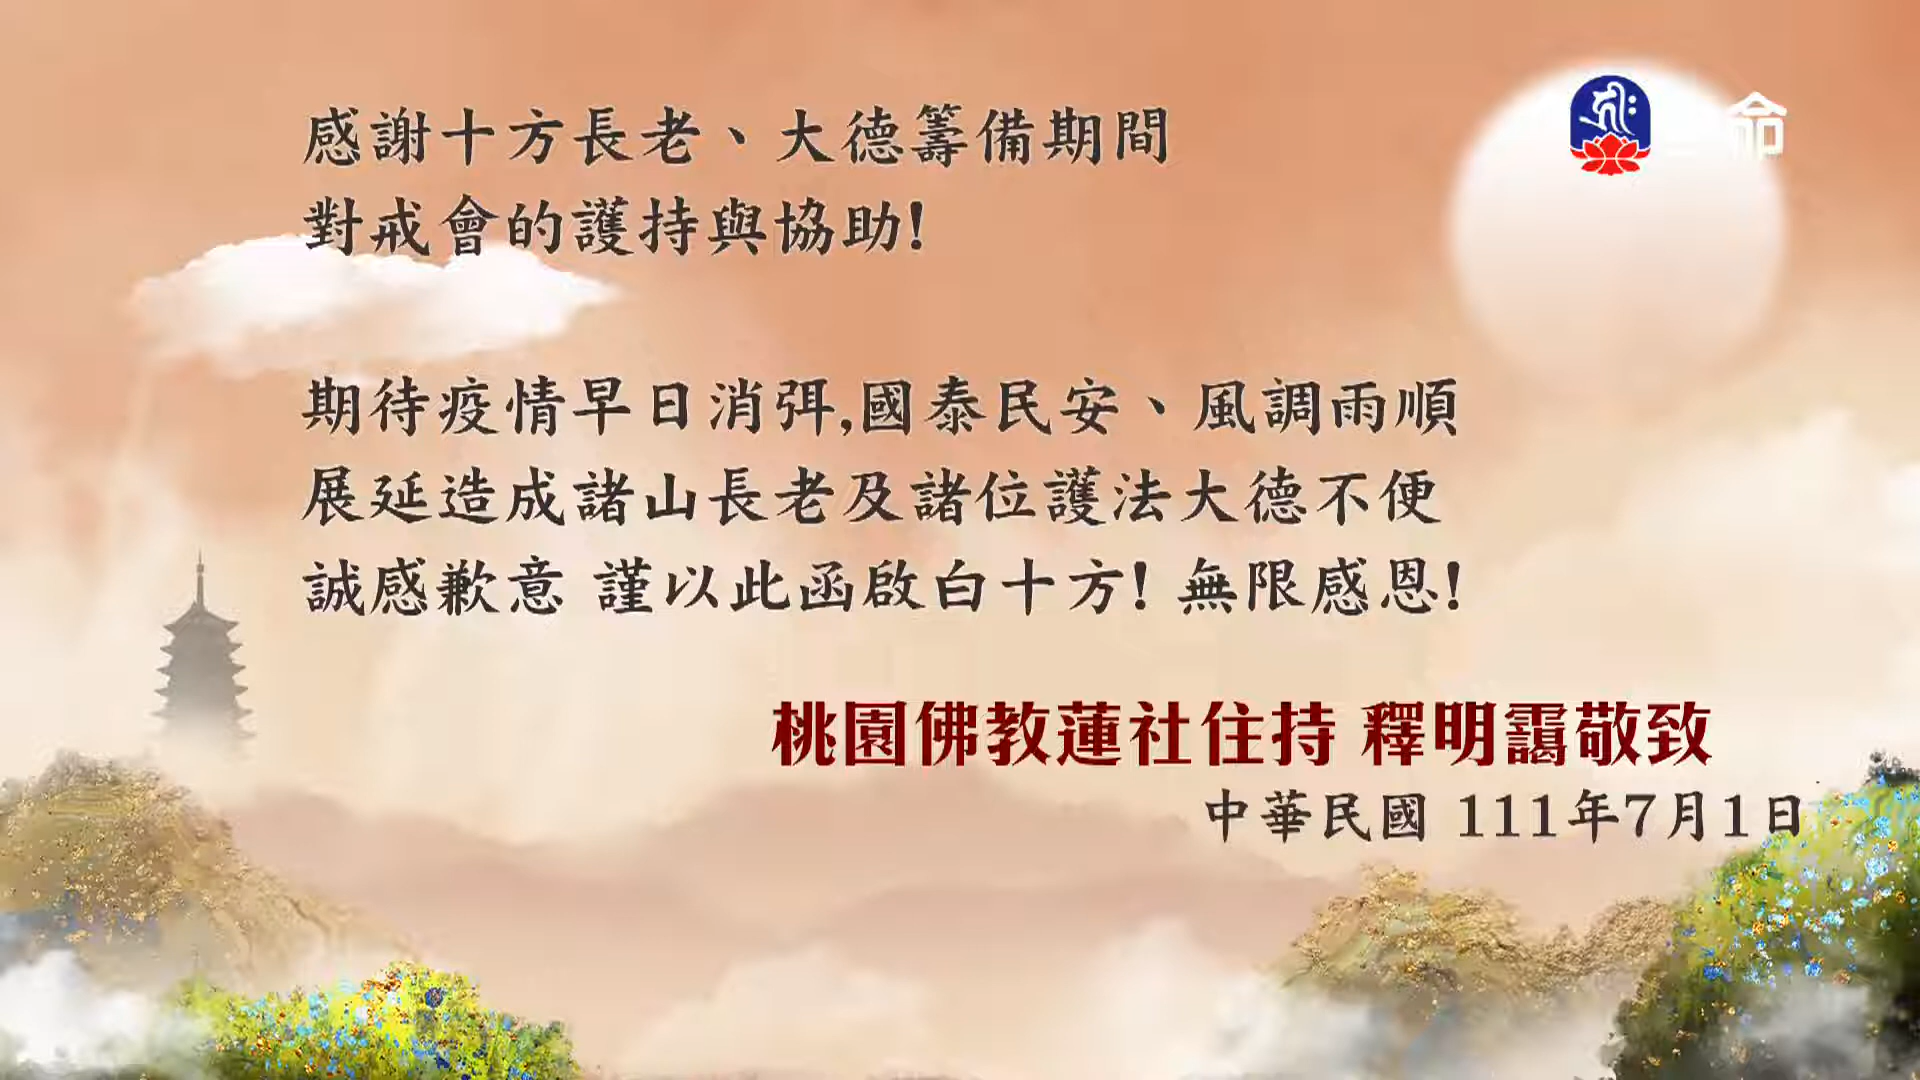 感謝十方長老、大德籌備期間
對戒會的護持與協助!
期待疫情早日消弭,國泰民安、風調雨順
展延造成諸山長老及諸位護法大德不便
誠感歉意 謹以此函啟白十方! 無限感恩!
桃園佛教蓮社住持 釋明靄敬致
中華民國 111年7月1日
命